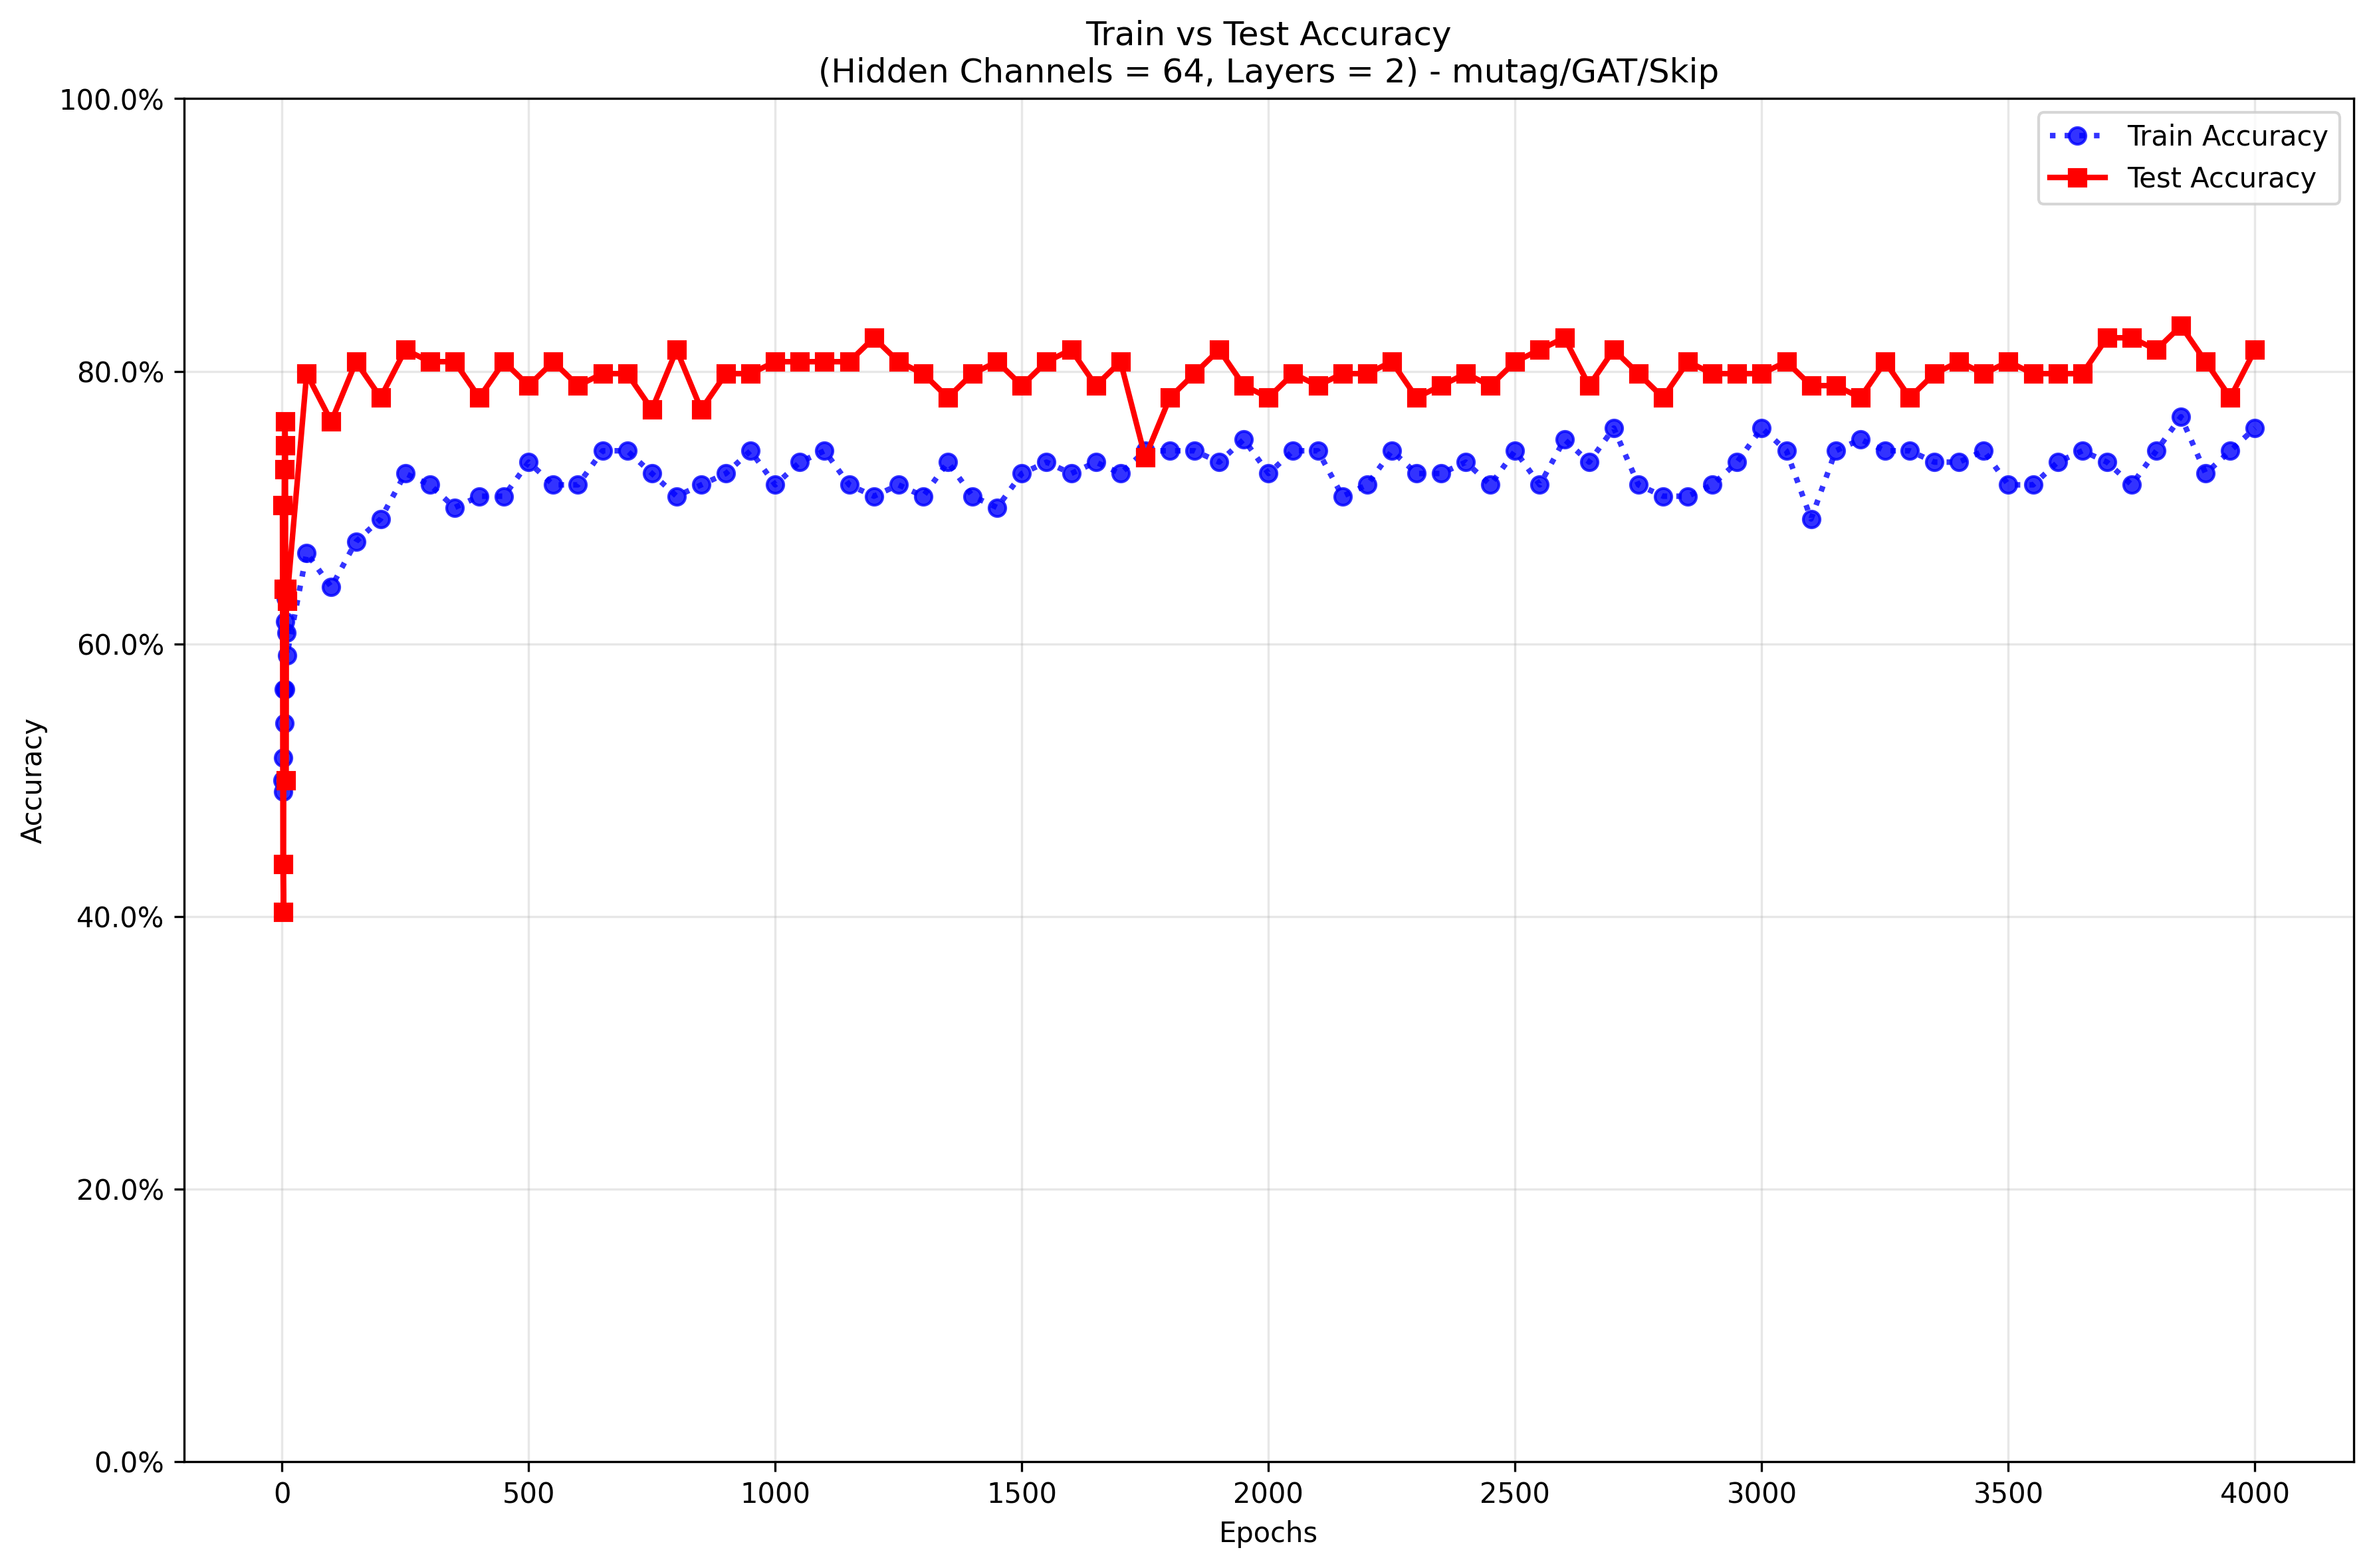 Train vs Test Accuracy
(Hidden Channels = 64, Layers = 2) - mutag/GAT/Skip
100.0%
80.0%
60.0%
40.0%
20.0%
0.0%
Accuracy
Train Accuracy
Test Accuracy
0 500 1000 1500 2000 2500 3000 3500 4000
Epochs